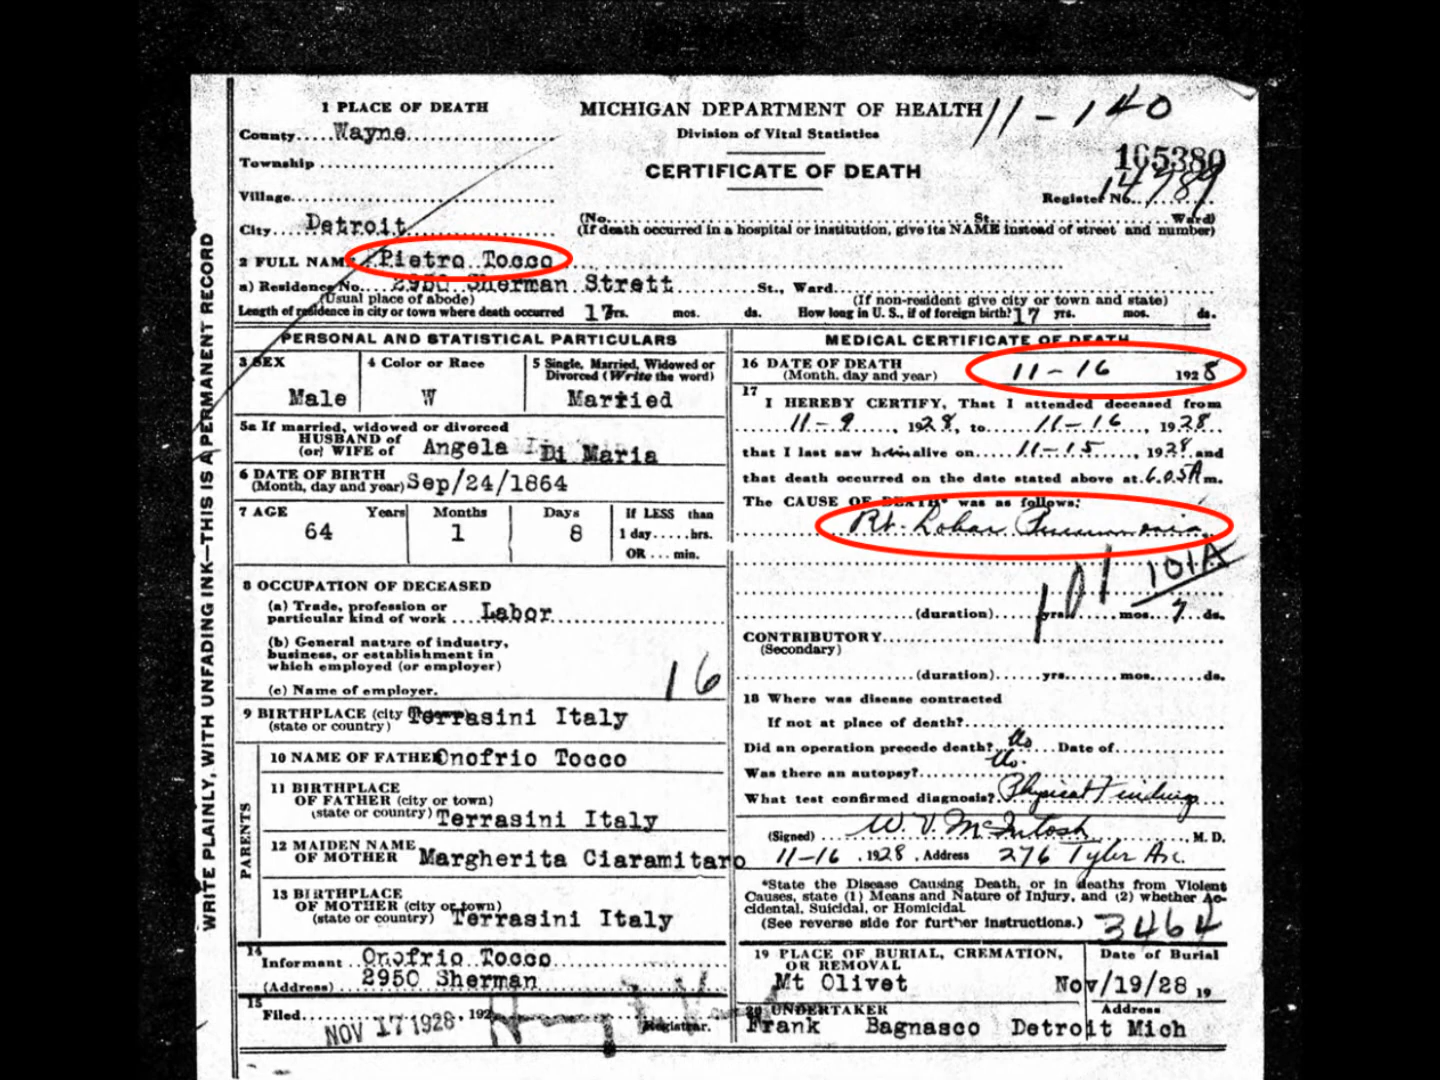 1 PLACE OF DEATH
MICHIGAN DEPARTMENT OF HEALTH
11-140
County Wayne
Division of Vital Statistics
Township
CERTIFICATE OF DEATH
165380
Village
Register No. 14789
City Detroit
(No. St. Ward)
(If death occurred in a hospital or institution, give its NAME instead of street and number)
2 FULL NAME Pietro Tocco
a) Residence No. 2950 Sherman Strett St., Ward.
(Usual place of abode) (If non-resident give city or town and state)
Length of residence in city or town where death occurred 17 yrs. mos. ds. How long in U. S., if of foreign birth? 17 yrs. mos. ds.
PERSONAL AND STATISTICAL PARTICULARS
3 SEX
Male
4 Color or Race
W
5 Single, Married, Widowed or
Divorced (Write the word)
Married
5a If married, widowed or divorced
HUSBAND of
(or) WIFE of Angela Di Maria
6 DATE OF BIRTH
(Month, day and year) Sep/24/1864
7 AGE Years Months Days If LESS than
64 1 8 1 day hrs.
OR min.
8 OCCUPATION OF DECEASED
(a) Trade, profession or
particular kind of work Labor
(b) General nature of industry,
business, or establishment in
which employed (or employer)
(c) Name of employer.
16
9 BIRTHPLACE (city Terrasini Italy
(state or country)
PARENTS
10 NAME OF FATHER Onofrio Tocco
11 BIRTHPLACE
OF FATHER (city or town)
(state or country) Terrasini Italy
12 MAIDEN NAME
OF MOTHER Margherita Ciaramitaro
13 BIRTHPLACE
OF MOTHER (city or town)
(state or country) Terrasini Italy
14
Informant Onofrio Tocco
(Address) 2950 Sherman
15
Filed NOV 17 1928, 192
Registrar.
MEDICAL CERTIFICATE OF DEATH
16 DATE OF DEATH
(Month, day and year) 11-16 1928
17
I HEREBY CERTIFY, That I attended deceased from
11-9, 1928, to 11-16, 1928
that I last saw him alive on 11-15, 1928 and
that death occurred on the date stated above at 6.05A m.
The CAUSE OF DEATH* was as follows:
Rt. Lobar Pneumonia
101 101A
(duration) yrs. mos. 7 ds.
CONTRIBUTORY
(Secondary)
(duration) yrs. mos. ds.
18 Where was disease contracted
If not at place of death?
Did an operation precede death? No Date of
Was there an autopsy? No.
What test confirmed diagnosis? Physical Findings
(Signed) W. V. McIntosh M. D.
11-16, 1928, Address 276 Tyler Ave.
*State the Disease Causing Death, or in deaths from Violent
Causes, state (1) Means and Nature of Injury, and (2) whether Ac-
cidental, Suicidal, or Homicidal
(See reverse side for further instructions.) 3464
19 PLACE OF BURIAL, CREMATION,
OR REMOVAL
Mt Olivet
Date of Burial
Nov/19/28 19
20 UNDERTAKER
Frank Bagnasco
Address
Detroit Mich
WRITE PLAINLY, WITH UNFADING INK—THIS IS A PERMANENT RECORD